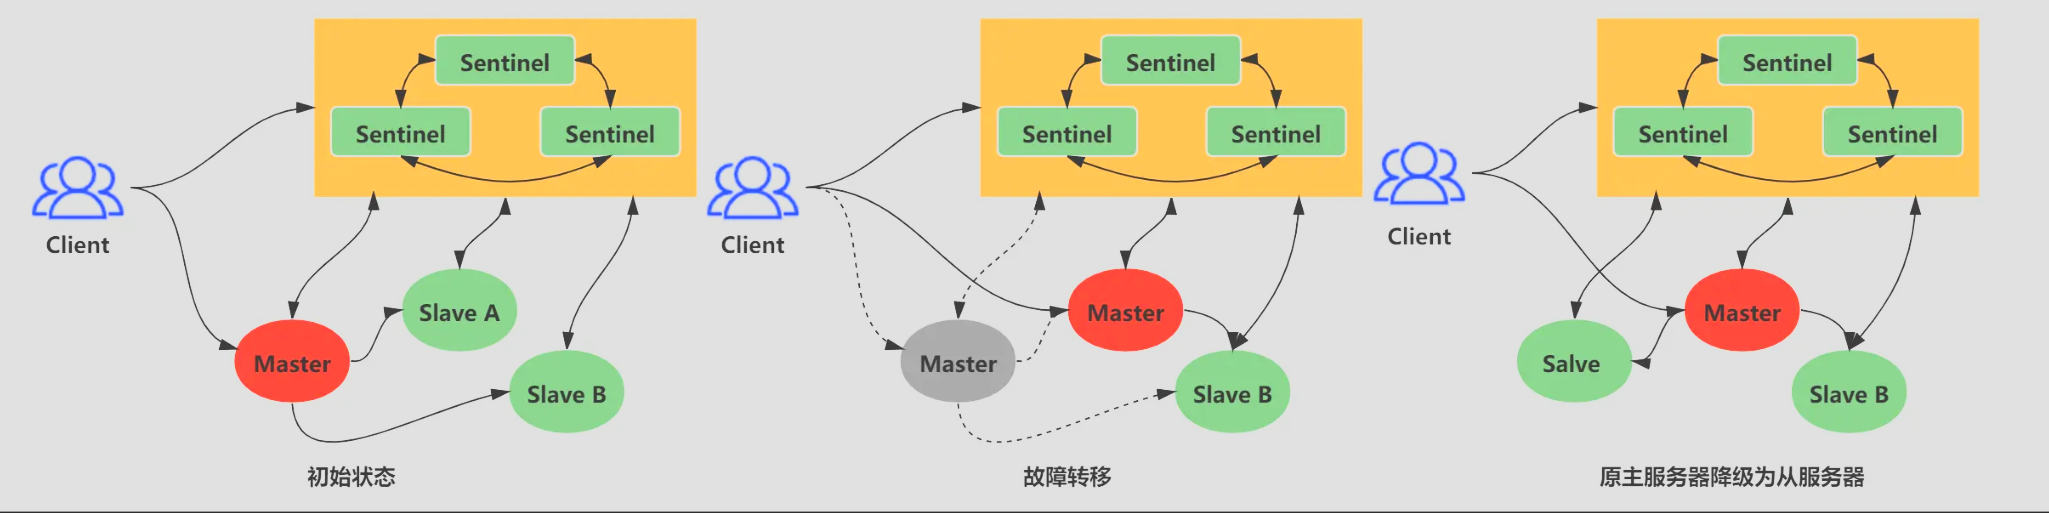 Sentinel
Sentinel
Sentinel
Client
Master
Slave A
Slave B
初始状态
Sentinel
Sentinel
Sentinel
Client
Master
Master
Slave B
故障转移
Sentinel
Sentinel
Sentinel
Client
Salve
Master
Slave B
原主服务器降级为从服务器